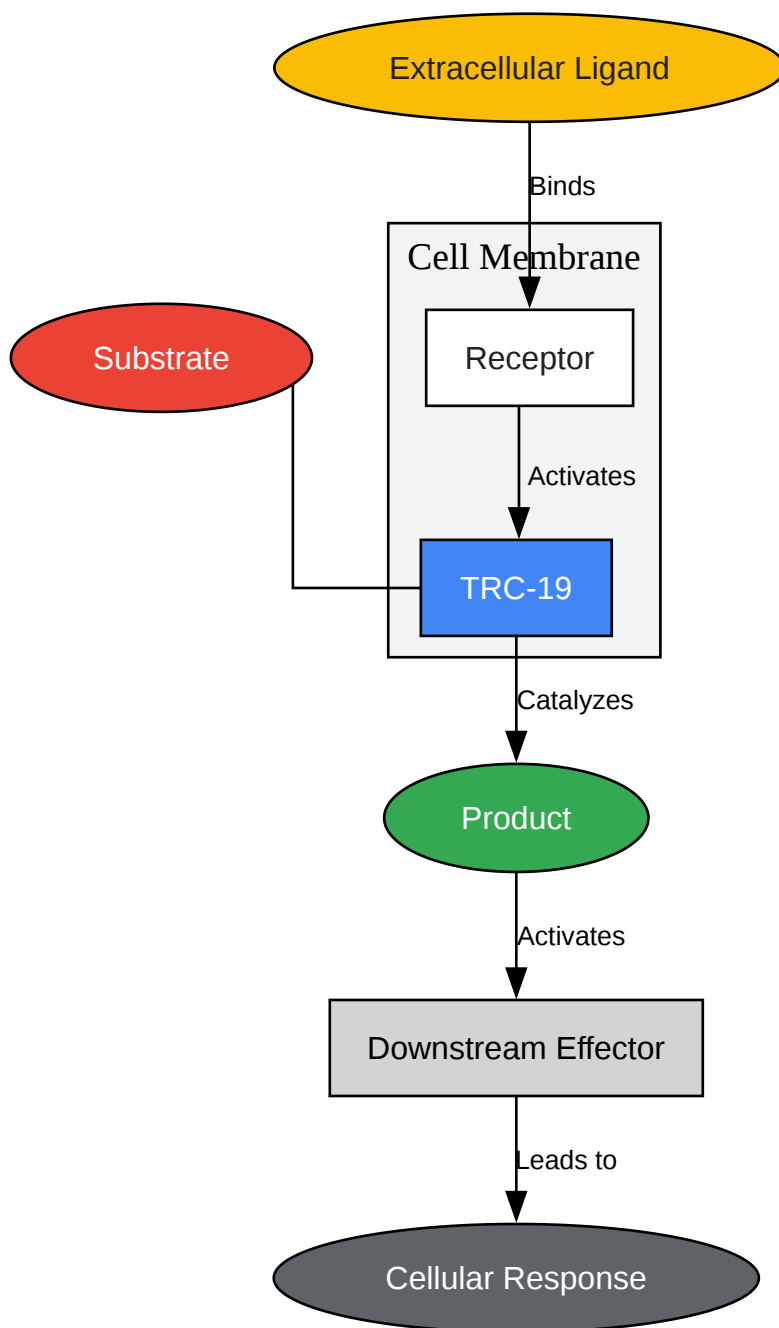 Extracellular Ligand
Binds
Cell Membrane
Substrate
Receptor
Activates
TRC-19
Catalyzes
Product
Activates
Downstream Effector
Leads to
Cellular Response